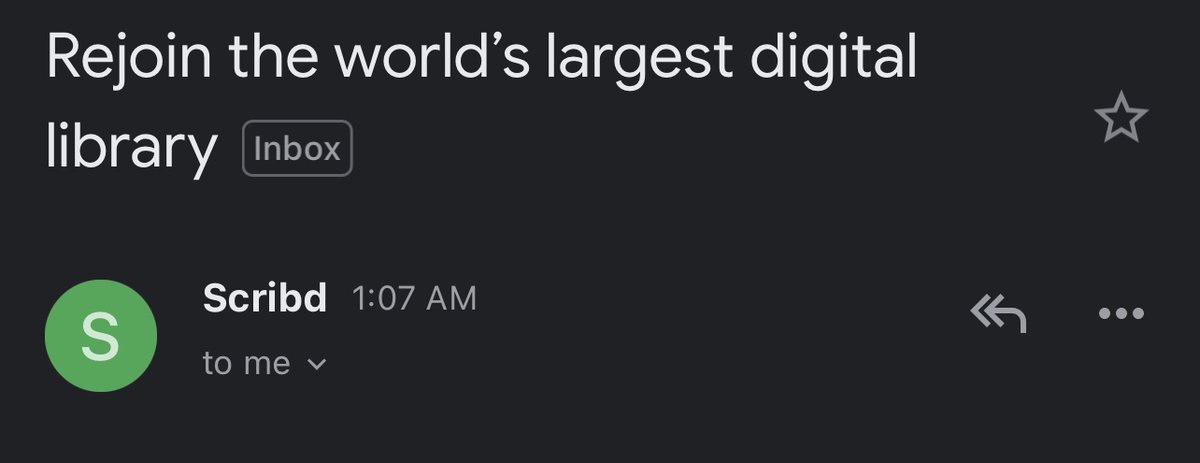 Rejoin the world’s largest digital
library Inbox
S
Scribd 1:07 AM
to me